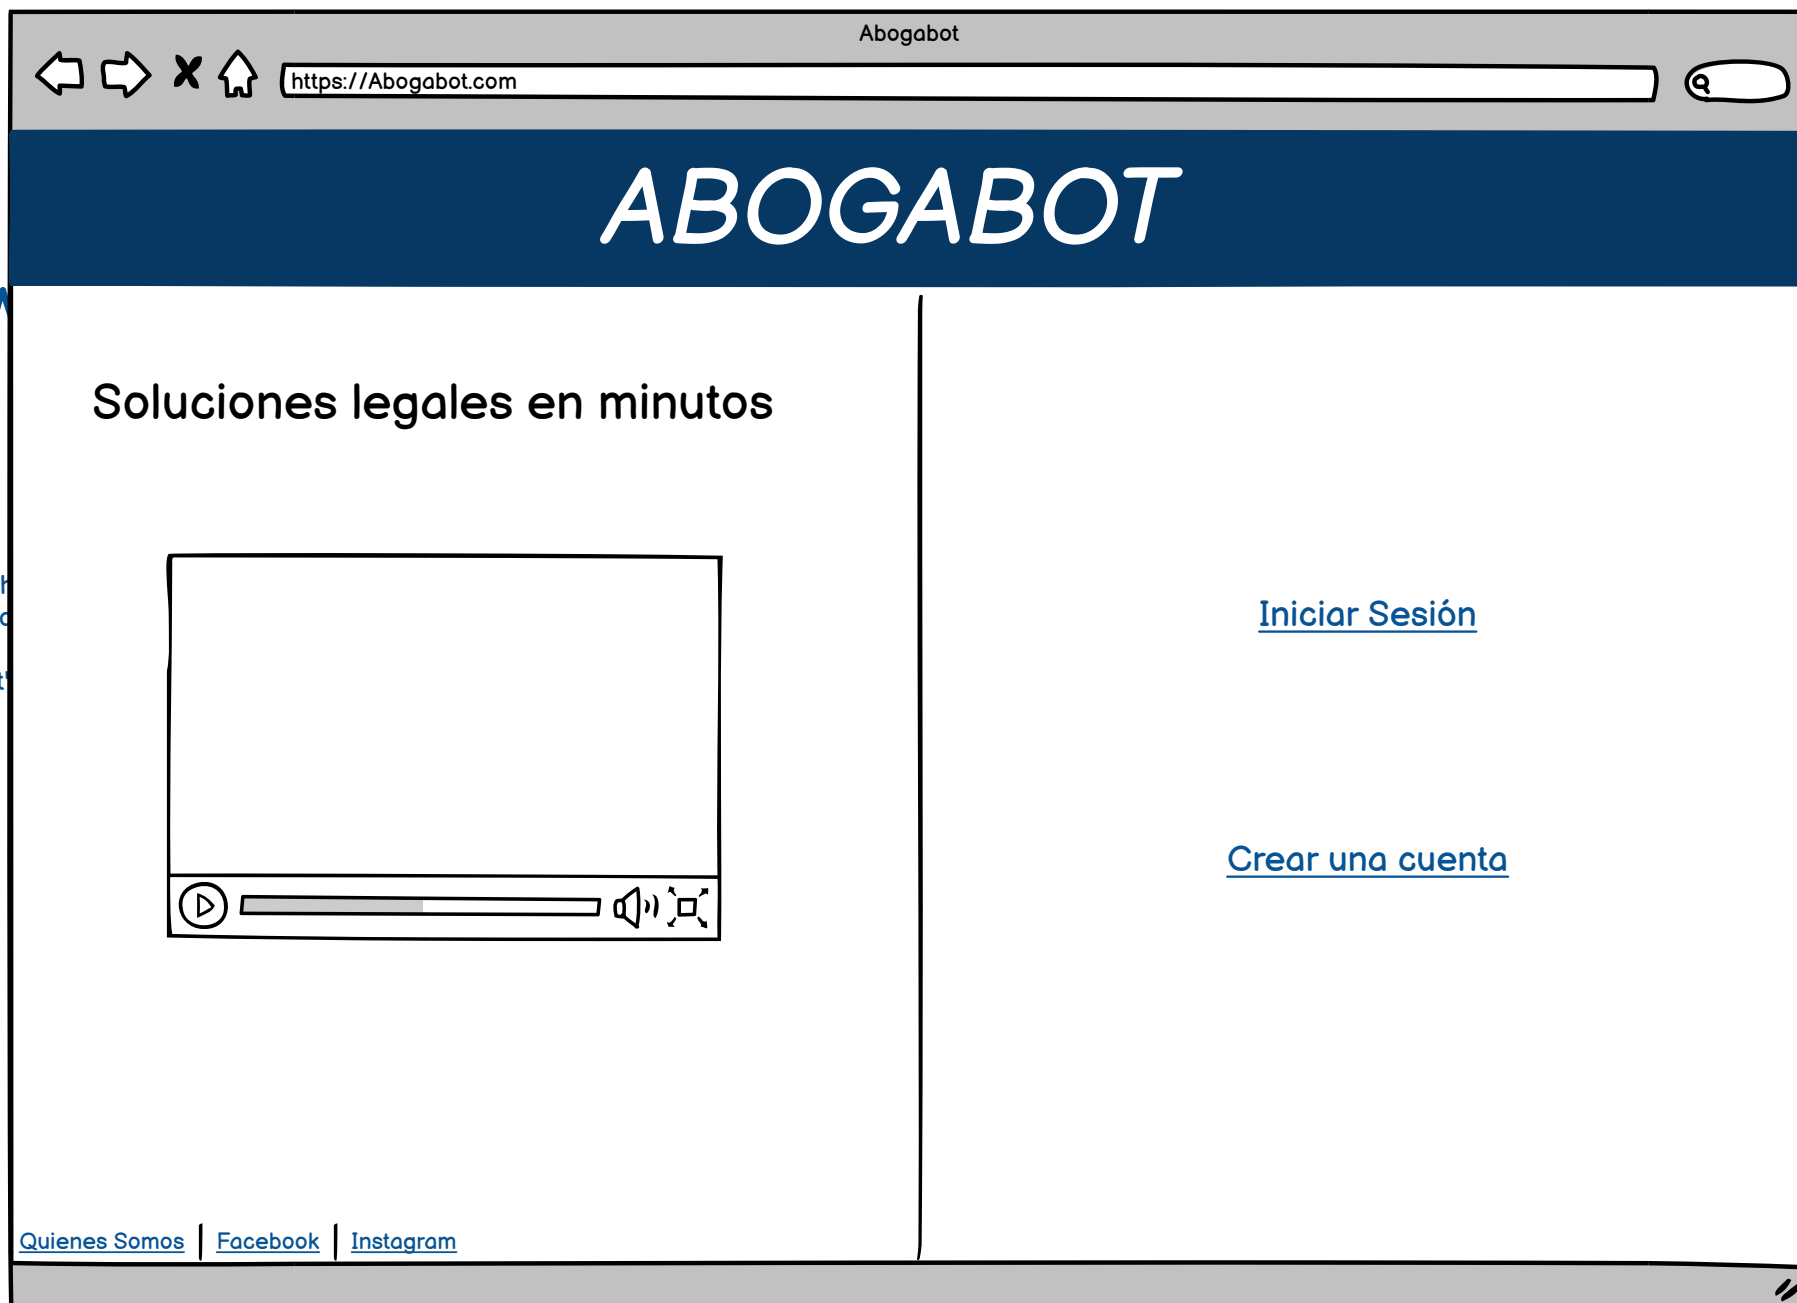 Abogabot
https://Abogabot.com
ABOGABOT
Soluciones legales en minutos
Iniciar Sesión
Crear una cuenta
Quienes Somos
Facebook
Instagram